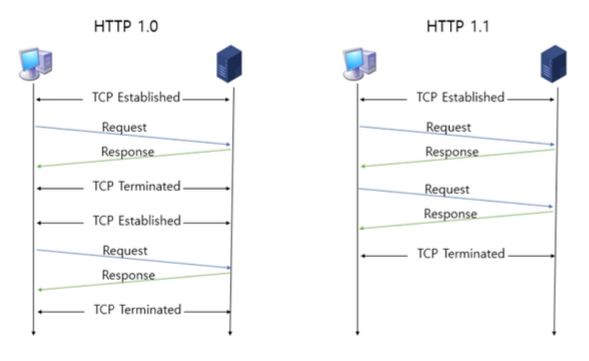 HTTP 1.0
TCP Established
Request
Response
TCP Terminated
TCP Established
Request
Response
TCP Terminated
HTTP 1.1
TCP Established
Request
Response
Request
Response
TCP Terminated